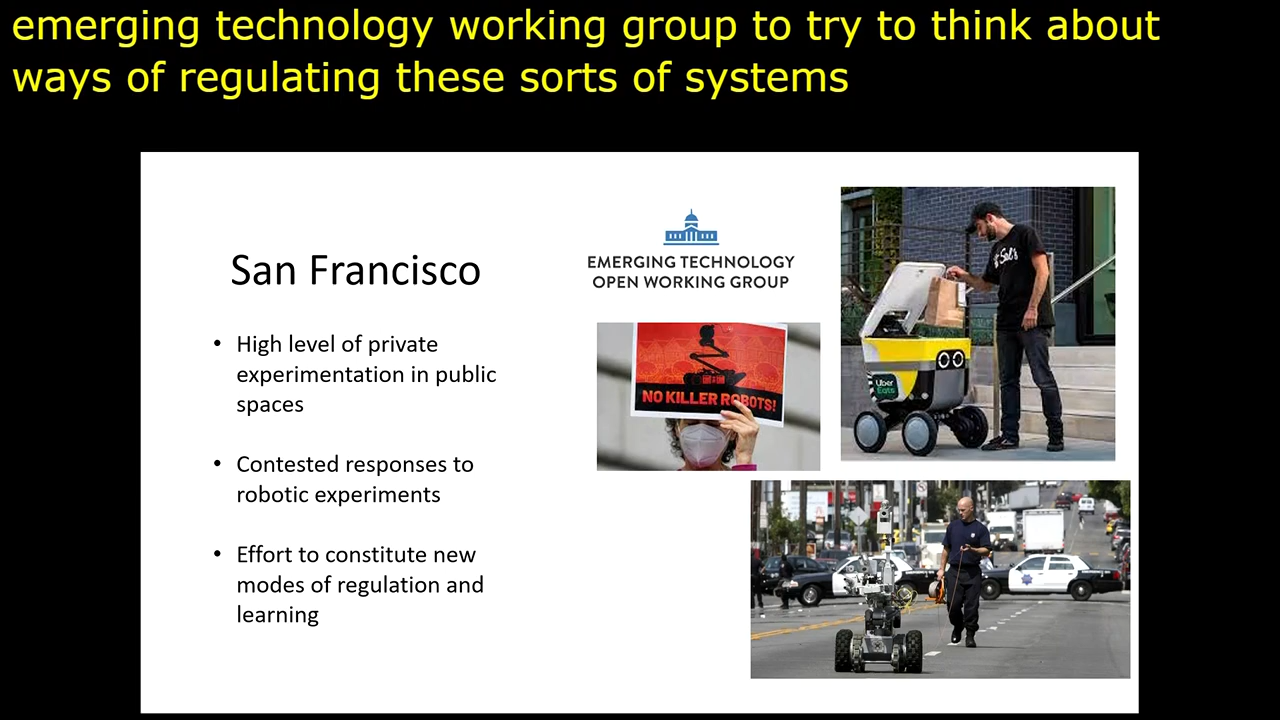 emerging technology working group to try to think about
ways of regulating these sorts of systems
San Francisco
• High level of private
experimentation in public
spaces
• Contested responses to
robotic experiments
• Effort to constitute new
modes of regulation and
learning
EMERGING TECHNOLOGY
OPEN WORKING GROUP
NO KILLER ROBOTS!
Uber
Eats